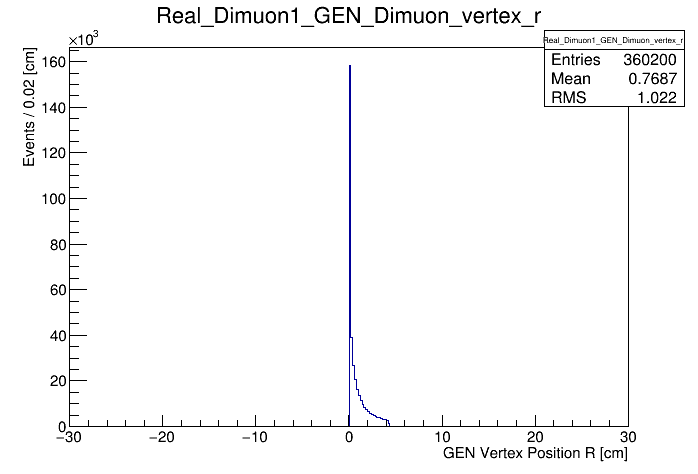 Real_Dimuon1_GEN_Dimuon_vertex_r
×10³
Real_Dimuon1_GEN_Dimuon_vertex_r
Entries 360200
Mean 0.7687
RMS 1.022
Events / 0.02 [cm]
160
140
120
100
80
60
40
20
0
−30 −20 −10 0 10 20 30
GEN Vertex Position R [cm]